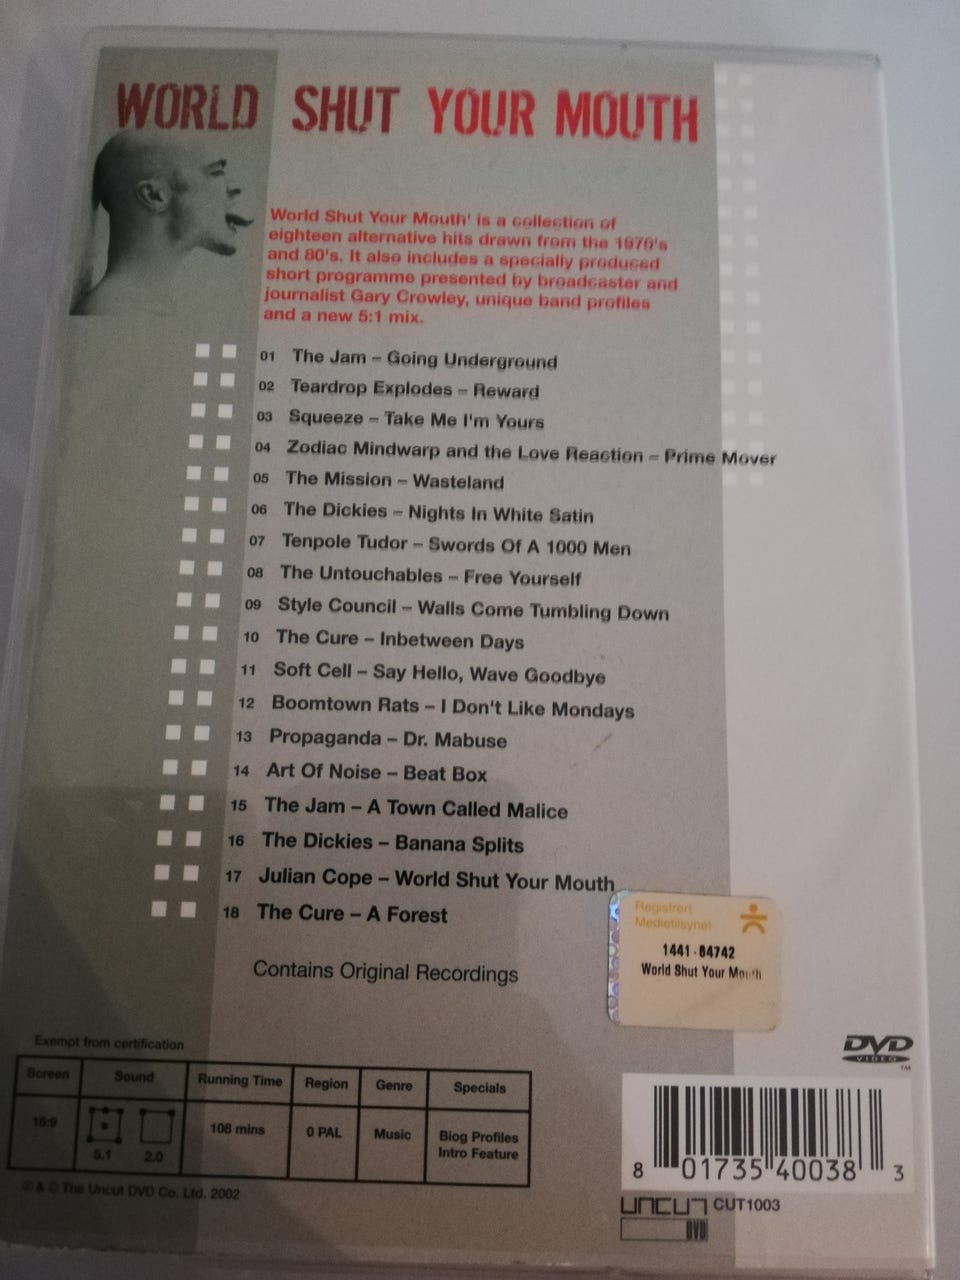 WORLD SHUT YOUR MOUTH
World Shut Your Mouth' is a collection of
eighteen alternative hits drawn from the 1970's
and 80's. It also includes a specially produced
short programme presented by broadcaster and
journalist Gary Crowley, unique band profiles
and a new 5:1 mix.
01 The Jam – Going Underground
02 Teardrop Explodes – Reward
03 Squeeze – Take Me I'm Yours
04 Zodiac Mindwarp and the Love Reaction – Prime Mover
05 The Mission – Wasteland
06 The Dickies – Nights In White Satin
07 Tenpole Tudor – Swords Of A 1000 Men
08 The Untouchables – Free Yourself
09 Style Council – Walls Come Tumbling Down
10 The Cure – Inbetween Days
11 Soft Cell – Say Hello, Wave Goodbye
12 Boomtown Rats – I Don't Like Mondays
13 Propaganda – Dr. Mabuse
14 Art Of Noise – Beat Box
15 The Jam – A Town Called Malice
16 The Dickies – Banana Splits
17 Julian Cope – World Shut Your Mouth
18 The Cure – A Forest
Contains Original Recordings
Registrert
Medietilsynet
1441-84742
World Shut Your Mouth
Exempt from certification
Screen Sound Running Time Region Genre Specials
16:9 5.1 2.0 108 mins 0 PAL Music Biog Profiles
Intro Feature
© & © The Uncut DVD Co. Ltd. 2002
DVD
VIDEO
TM
8 01735 40038 3
UNCUT CUT1003
DVD